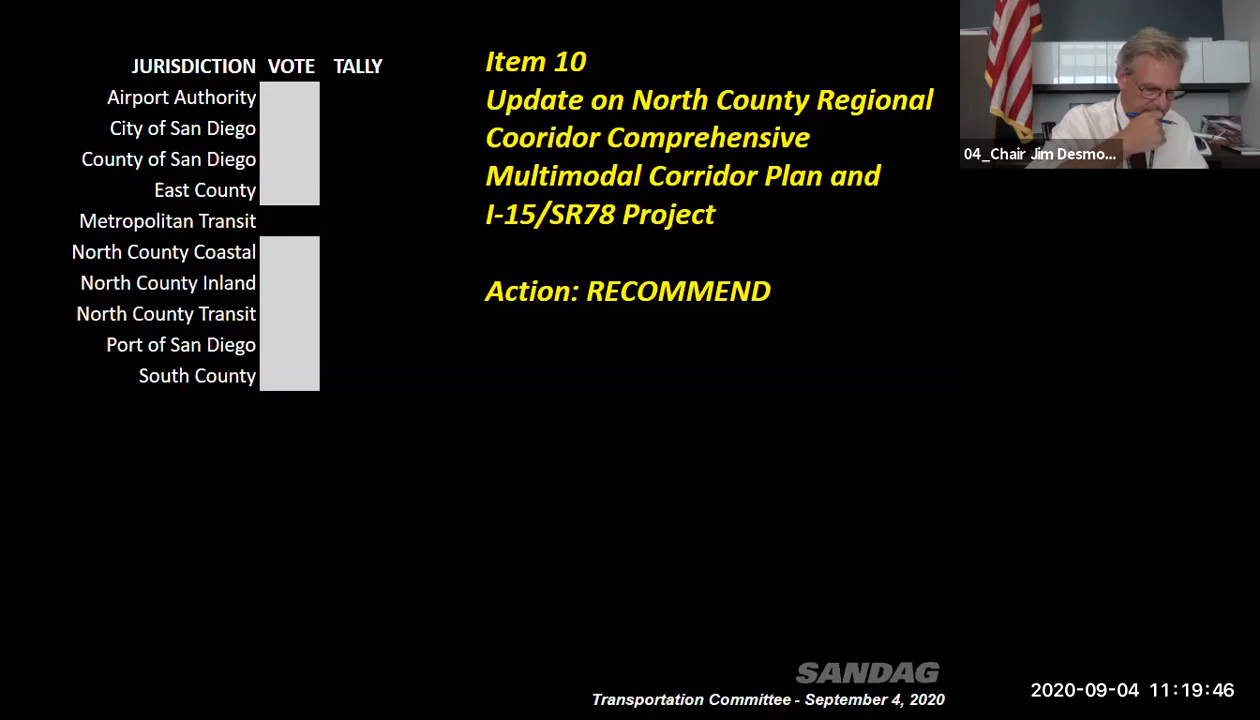 JURISDICTION VOTE TALLY
Airport Authority
City of San Diego
County of San Diego
East County
Metropolitan Transit
North County Coastal
North County Inland
North County Transit
Port of San Diego
South County
Item 10
Update on North County Regional
Cooridor Comprehensive
Multimodal Corridor Plan and
I-15/SR78 Project
Action: RECOMMEND
04_Chair Jim Desmo...
SANDAG
Transportation Committee - September 4, 2020
2020-09-04 11:19:46